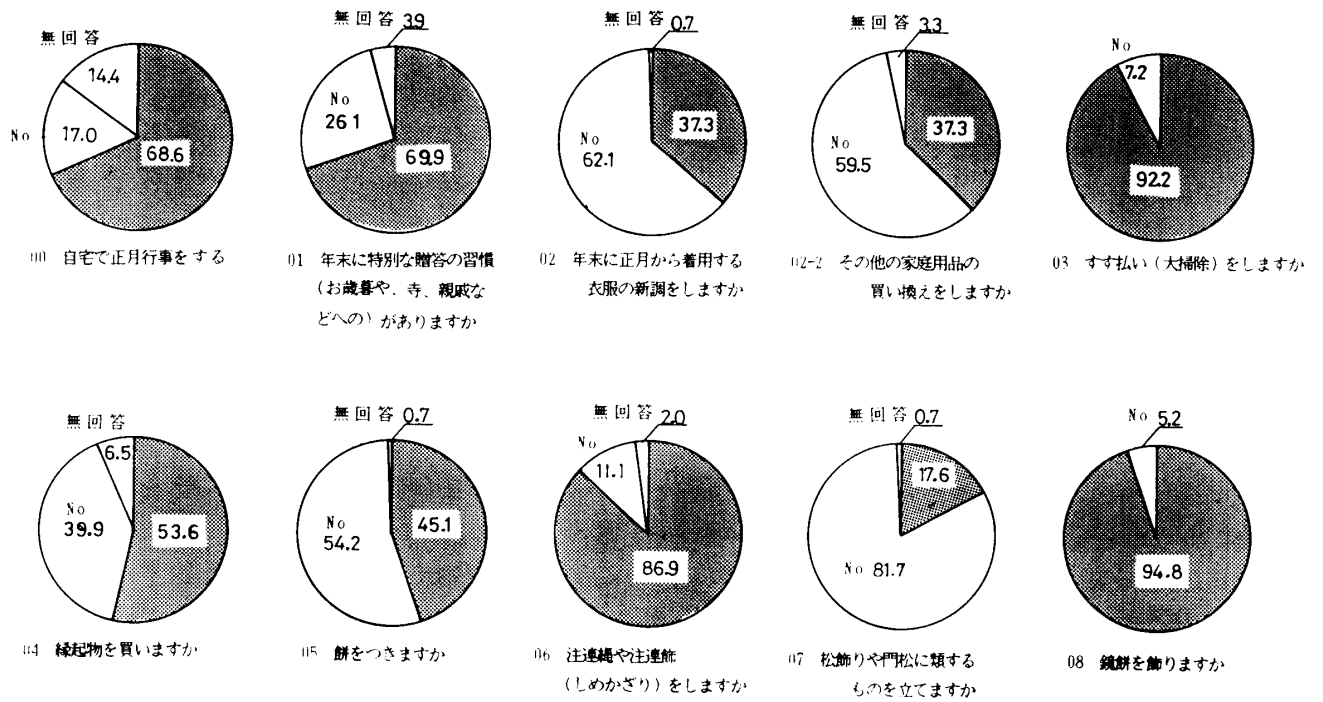 無回答
14.4
No
17.0
68.6
00 自宅で正月行事をする
無回答 3.9
No
26.1
69.9
01 年末に特別な贈答の習慣
(お歳暮や、寺、親戚な
どへの)がありますか
無回答 0.7
No
62.1
37.3
02 年末に正月から着用する
衣服の新調をしますか
無回答 3.3
No
59.5
37.3
02-2 その他の家庭用品の
買い換えをしますか
No
7.2
92.2
03 すす払い(大掃除)をしますか
無回答
6.5
No
39.9
53.6
04 縁起物を買いますか
無回答 0.7
No
54.2
45.1
05 餅をつきますか
無回答 2.0
No
11.1
86.9
06 注連縄や注連飾
(しめかざり)をしますか
無回答 0.7
17.6
No 81.7
07 松飾りや門松に類する
ものを立てますか
No 5.2
94.8
08 鏡餅を飾りますか